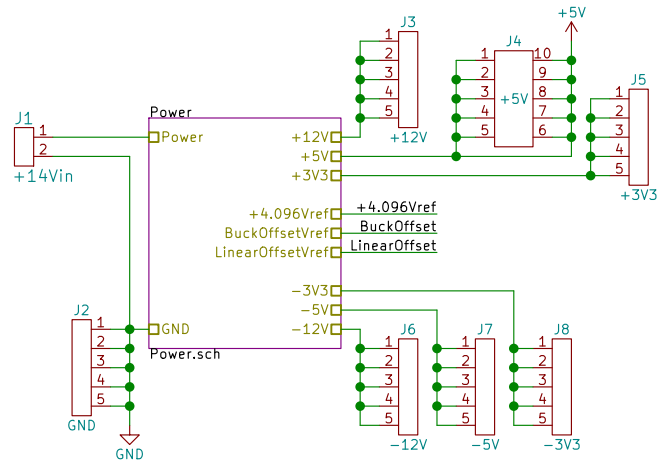 +5V
J3
1
2
3
4
5
+12V
J4
1
2
3
4
5
10
9
8
7
6
+5V
J5
1
2
3
4
5
+3V3
J1
1
2
+14Vin
Power
Power
+12V
+5V
+3V3
+4.096Vref
BuckOffsetVref
LinearOffsetVref
+4.096Vref
BuckOffset
LinearOffset
-3V3
-5V
-12V
GND
Power.sch
J2
1
2
3
4
5
GND
GND
J6
1
2
3
4
5
-12V
J7
1
2
3
4
5
-5V
J8
1
2
3
4
5
-3V3